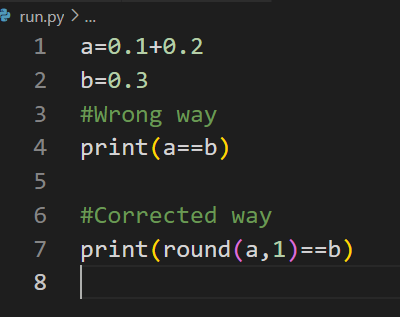 run.py > ...
1 a=0.1+0.2
2 b=0.3
3 #Wrong way
4 print(a==b)
5
6 #Corrected way
7 print(round(a,1)==b)
8